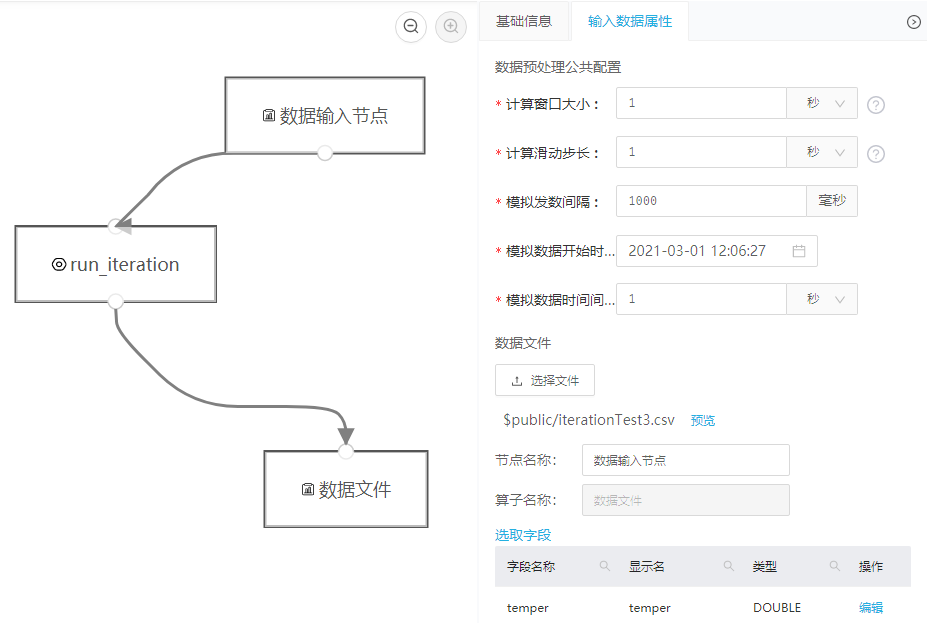 基础信息
输入数据属性
数据预处理公共配置
* 计算窗口大小： 1 秒
* 计算滑动步长： 1 秒
* 模拟发数间隔： 1000 毫秒
* 模拟数据开始时... 2021-03-01 12:06:27
* 模拟数据时间间... 1 秒
数据文件
选择文件
$public/iterationTest3.csv 预览
节点名称： 数据输入节点
算子名称： 数据文件
选取字段
字段名称 显示名 类型 操作
temper temper DOUBLE 编辑
数据输入节点
run_iteration
数据文件